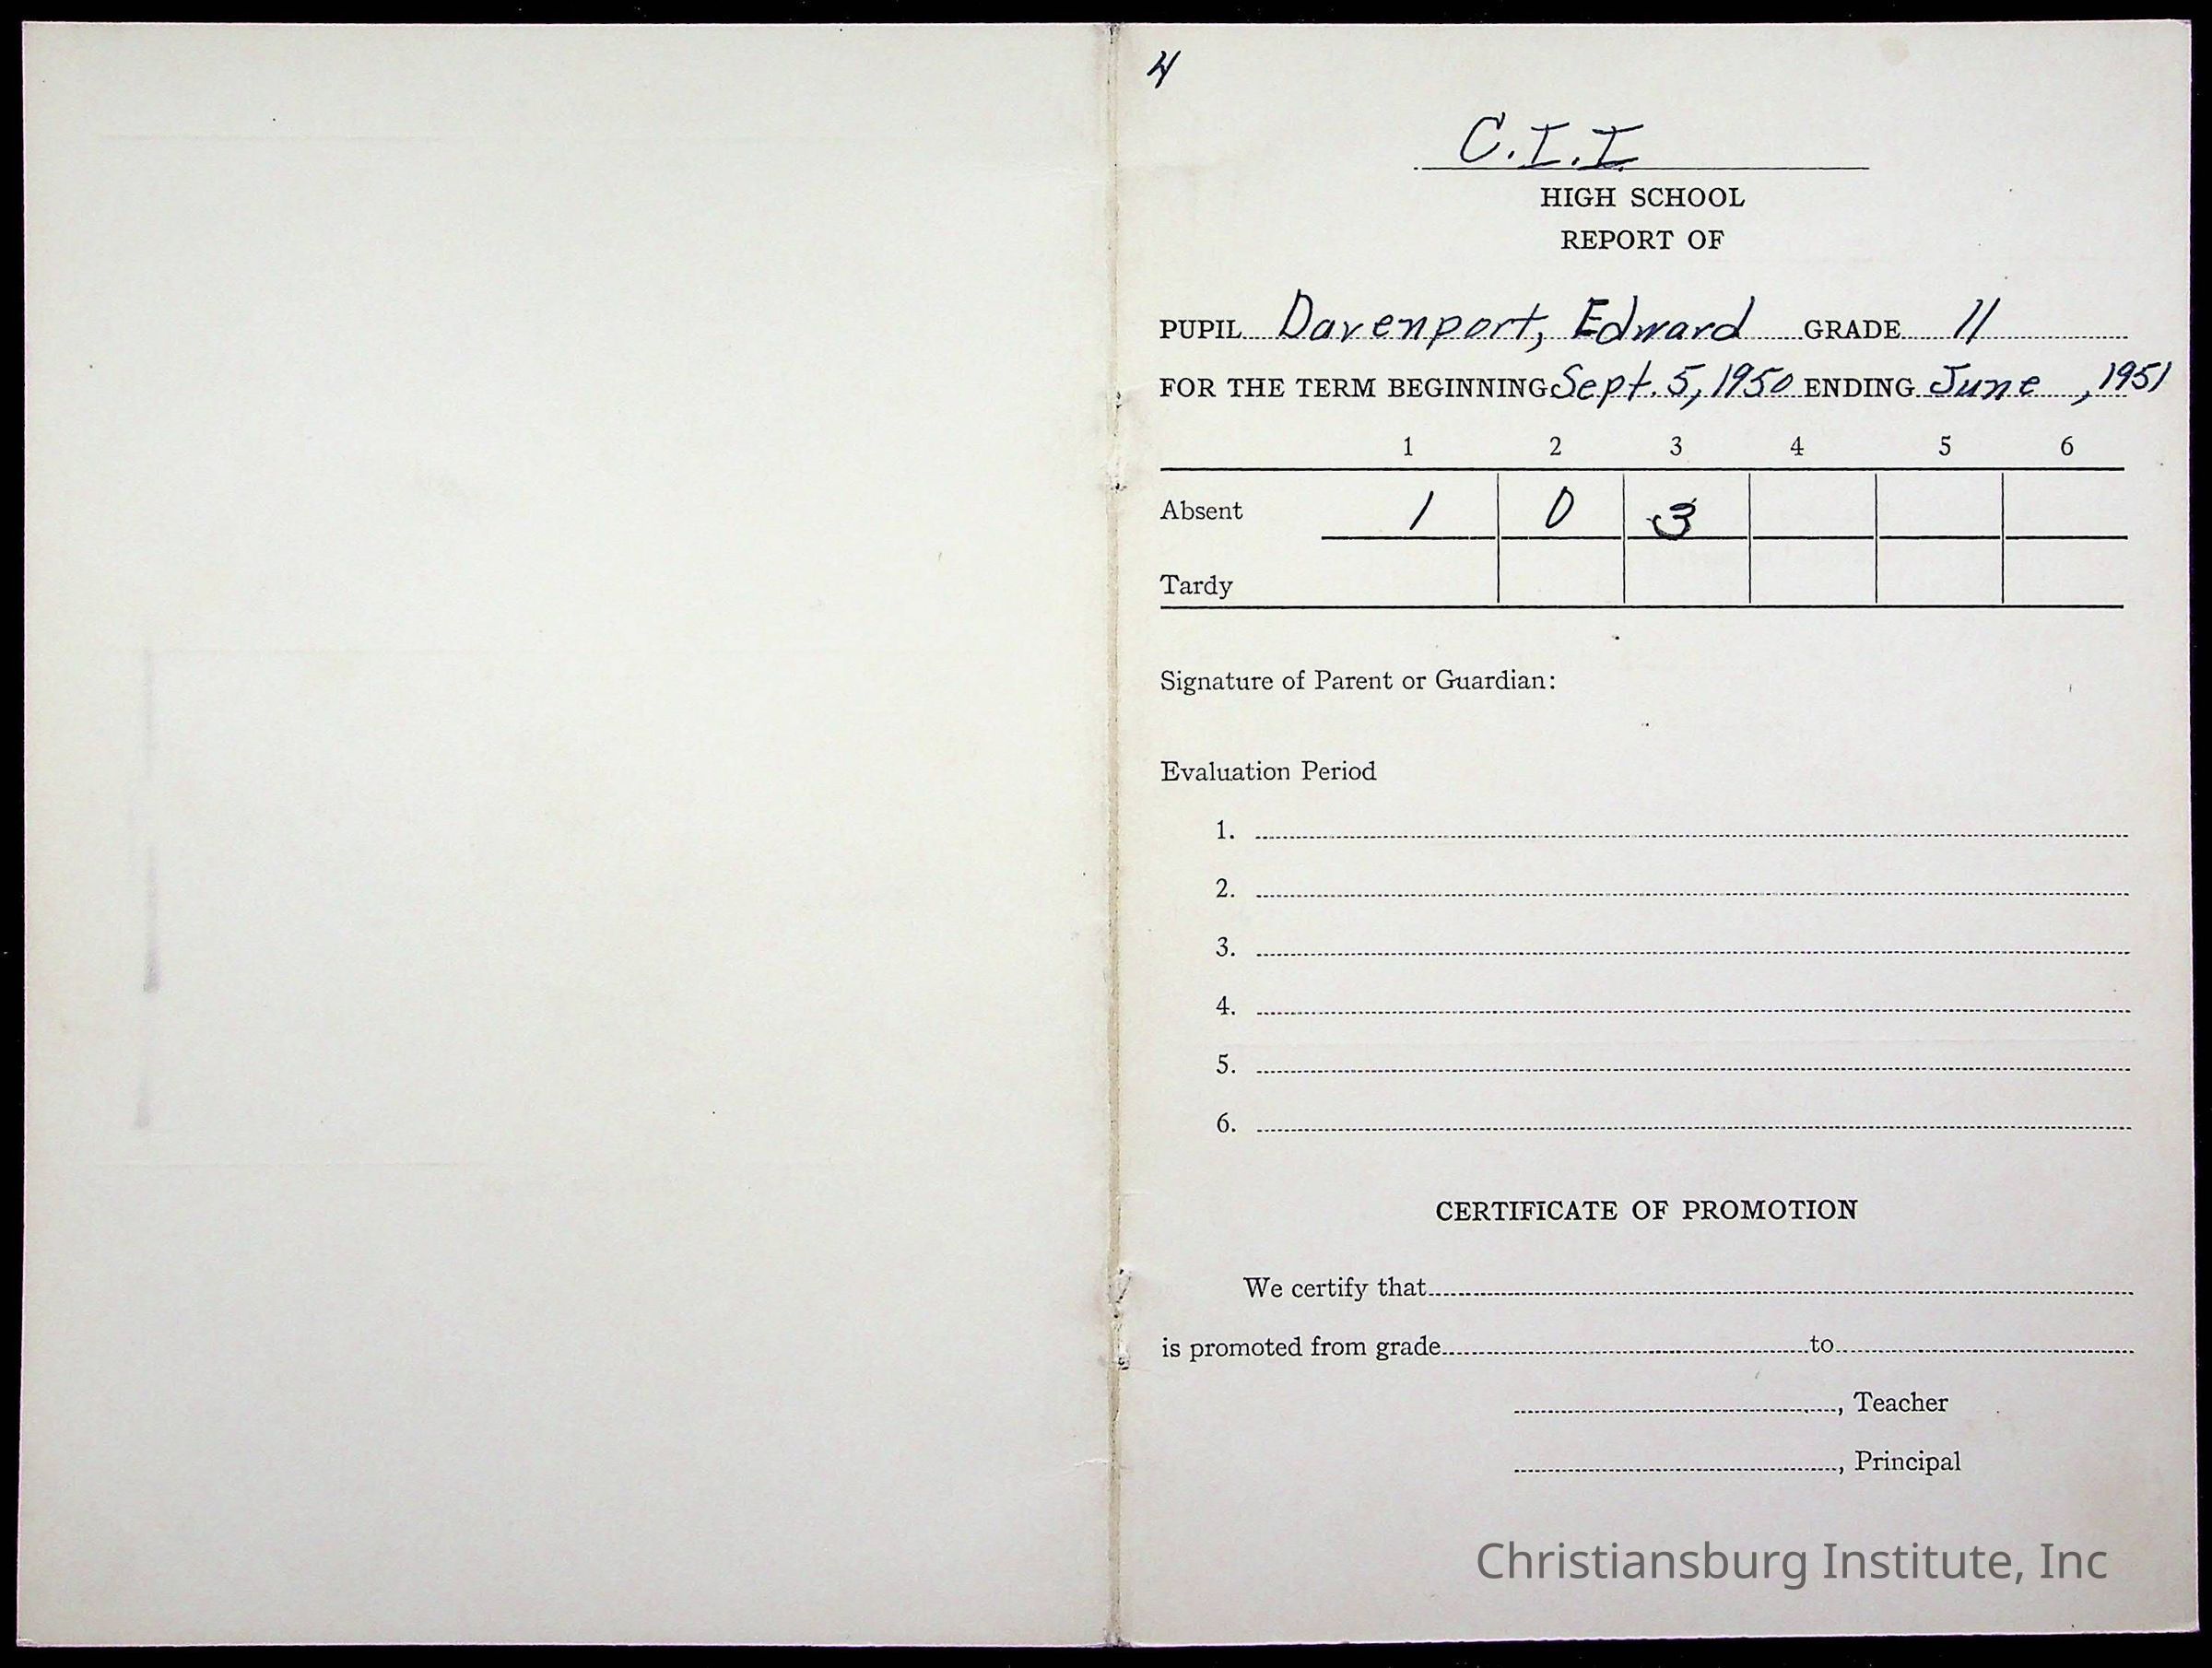 4
C.I.I.
HIGH SCHOOL
REPORT OF
PUPIL Davenport, Edward GRADE 11
FOR THE TERM BEGINNING Sept. 5, 1950 ENDING June , 1951
1 2 3 4 5 6
Absent 1 0 3
Tardy
Signature of Parent or Guardian:
Evaluation Period
1.
2.
3.
4.
5.
6.
CERTIFICATE OF PROMOTION
We certify that
is promoted from grade to
, Teacher
, Principal
Christiansburg Institute, Inc